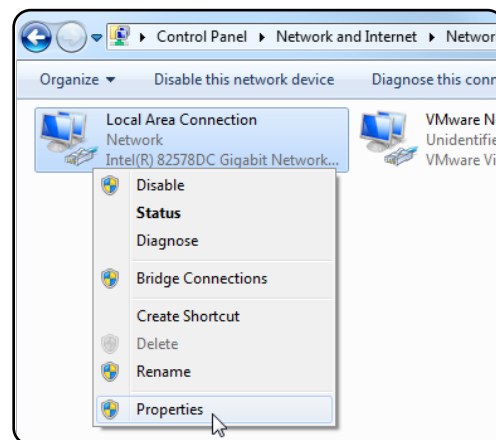 Control Panel Network and Internet Networ
Organize Disable this network device Diagnose this conn
Local Area Connection
Network
Intel(R) 82578DC Gigabit Network...
VMware N
Unidentifie
VMware Vi
Disable
Status
Diagnose
Bridge Connections
Create Shortcut
Delete
Rename
Properties